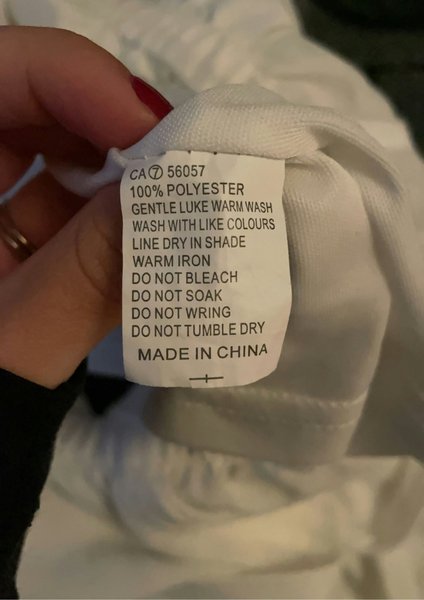 CA⑦ 56057
100% POLYESTER
GENTLE LUKE WARM WASH
WASH WITH LIKE COLOURS
LINE DRY IN SHADE
WARM IRON
DO NOT BLEACH
DO NOT SOAK
DO NOT WRING
DO NOT TUMBLE DRY
MADE IN CHINA